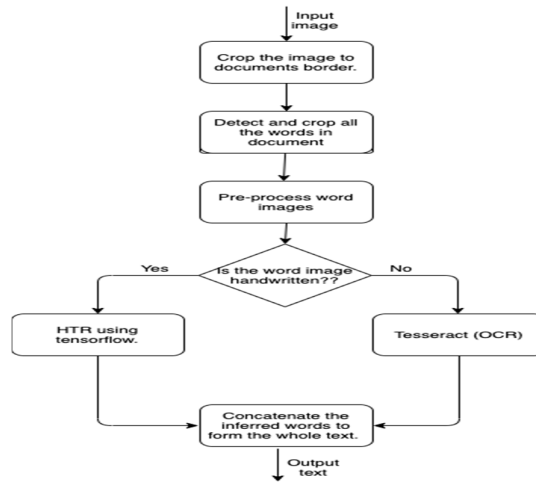 Input
image
Crop the image to
documents border.
Detect and crop all
the words in
document
Pre-process word
images
Is the word image
handwritten??
Yes
No
HTR using
tensorflow.
Tesseract (OCR)
Concatenate the
inferred words to
form the whole text.
Output
text